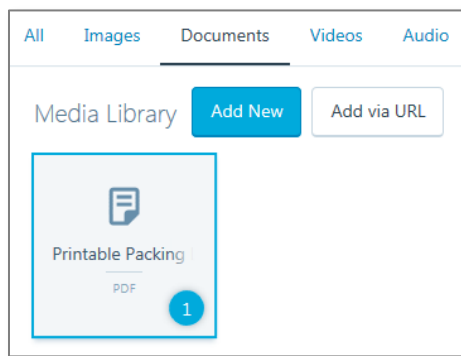 All Images Documents Videos Audio
Media Library Add New Add via URL
Printable Packing
PDF
1